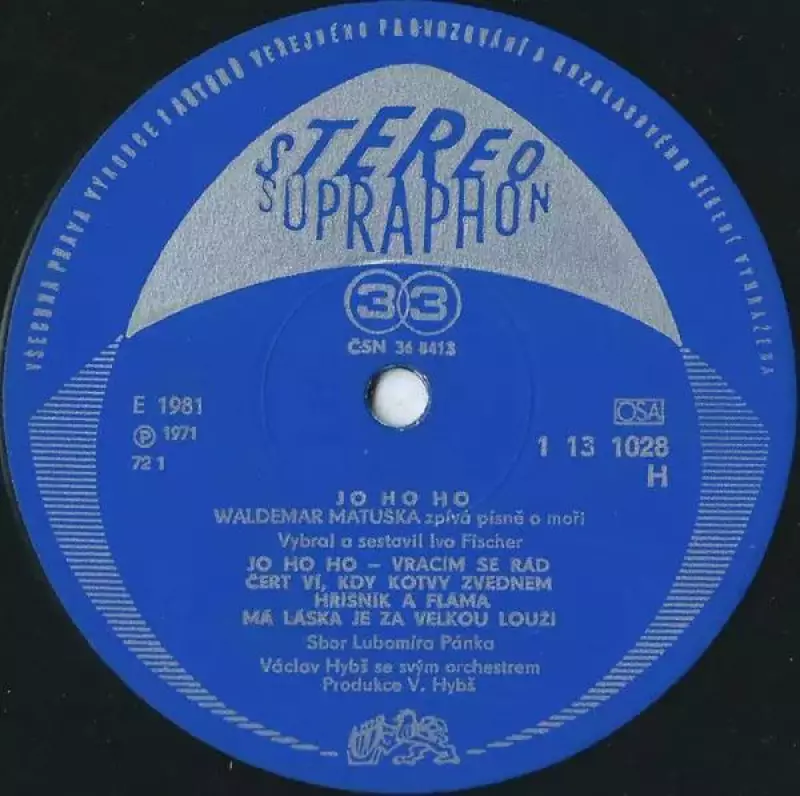 VŠECHNA PRÁVA VÝROBCE I AUTORŮ VEŘEJNÉHO PROVOZOVÁNÍ A ROZHLASOVÉHO ŠÍŘENÍ VYHRAŽENA
STEREO
SUPRAPHON
33
ČSN 36 8413
E 1981
Ⓟ 1971
72 1
OSA
1 13 1028
H
JO HO HO
WALDEMAR MATUŠKA zpívá písně o moři
Vybral a sestavil Ivo Fischer
JO HO HO – VRACÍM SE RÁD
ČERT VÍ, KDY KOTVY ZVEDNEM
HŘÍŠNÍK A FLÁMA
MÁ LÁSKA JE ZA VELKOU LOUŽÍ
Sbor Lubomíra Pánka
Václav Hybš se svým orchestrem
Produkce V. Hybš